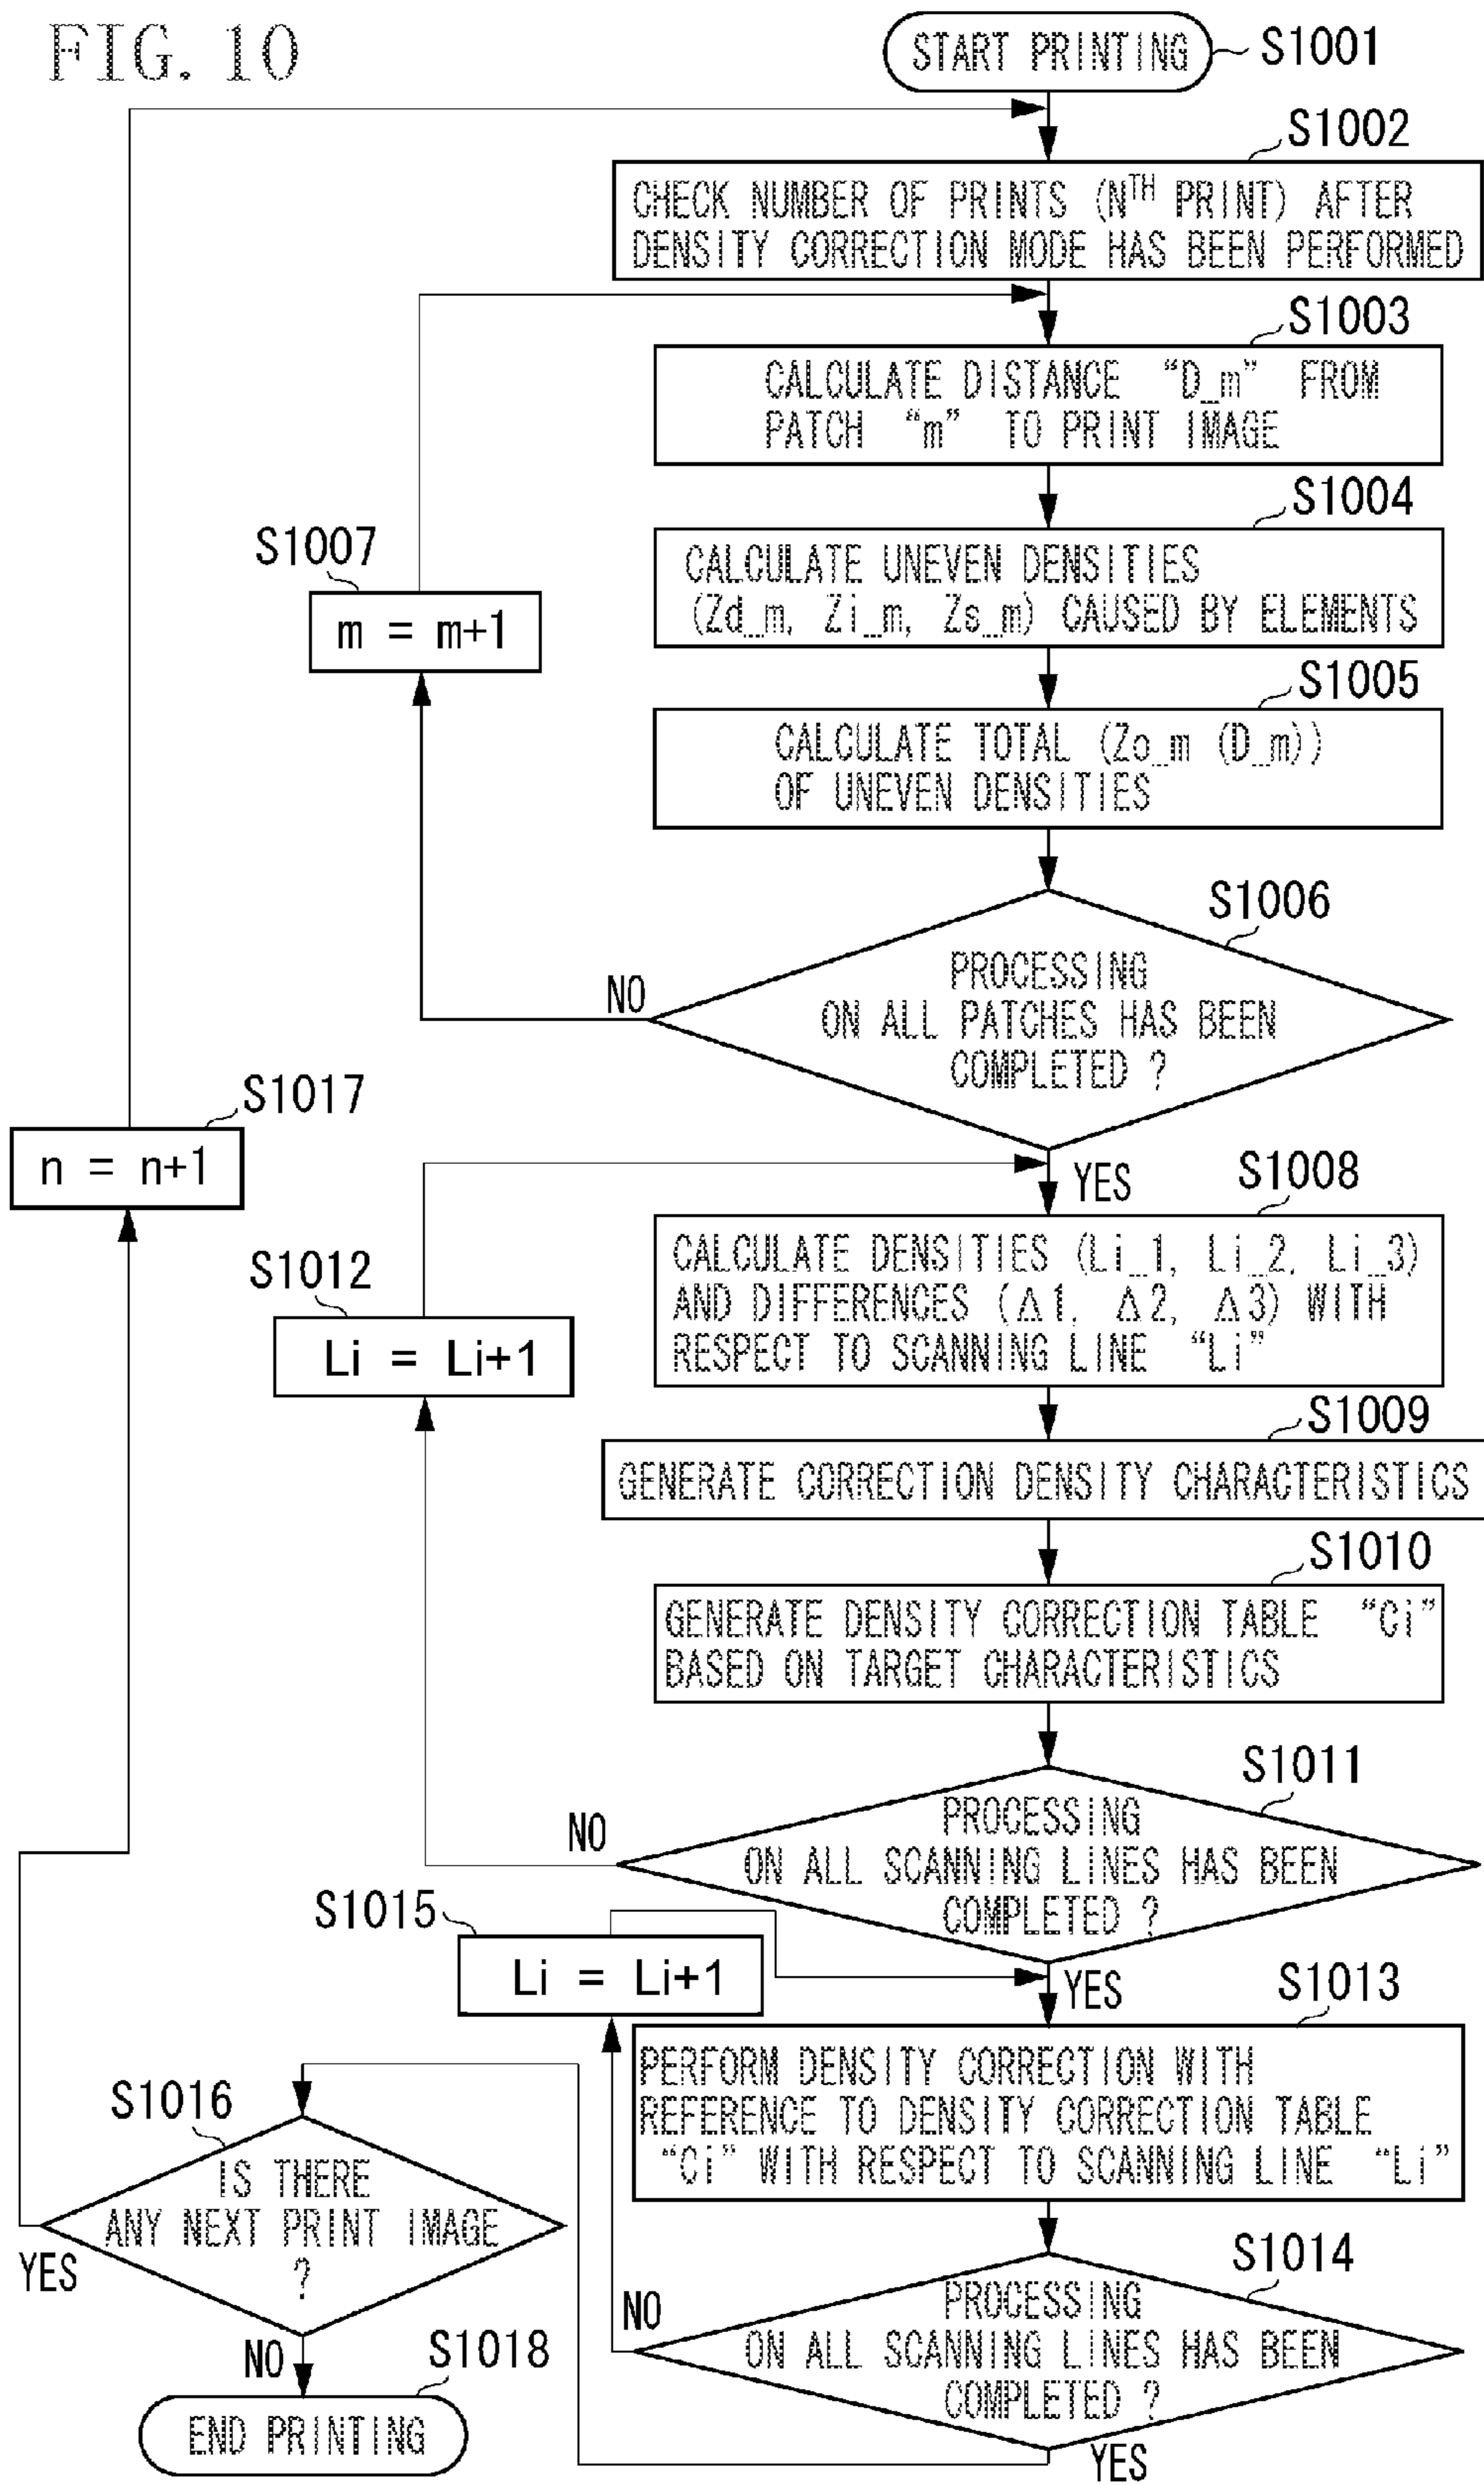 FIG. 10
START PRINTING
S1001
S1002
CHECK NUMBER OF PRINTS (NTH PRINT) AFTER
DENSITY CORRECTION MODE HAS BEEN PERFORMED
S1003
CALCULATE DISTANCE “D_m” FROM
PATCH “m” TO PRINT IMAGE
S1004
CALCULATE UNEVEN DENSITIES
(Zd_m, Zi_m, Zs_m) CAUSED BY ELEMENTS
S1007
m = m+1
S1005
CALCULATE TOTAL (Zo_m (D_m))
OF UNEVEN DENSITIES
S1006
PROCESSING
ON ALL PATCHES HAS BEEN
COMPLETED ?
NO
YES
S1017
n = n+1
S1008
CALCULATE DENSITIES (Li_1, Li_2, Li_3)
AND DIFFERENCES (Δ1, Δ2, Δ3) WITH
RESPECT TO SCANNING LINE “Li”
S1012
Li = Li+1
S1009
GENERATE CORRECTION DENSITY CHARACTERISTICS
S1010
GENERATE DENSITY CORRECTION TABLE “Ci”
BASED ON TARGET CHARACTERISTICS
S1011
PROCESSING
ON ALL SCANNING LINES HAS BEEN
COMPLETED ?
NO
YES
S1015
Li = Li+1
S1013
PERFORM DENSITY CORRECTION WITH
REFERENCE TO DENSITY CORRECTION TABLE
“Ci” WITH RESPECT TO SCANNING LINE “Li”
S1016
IS THERE
ANY NEXT PRINT IMAGE
?
YES
NO
S1014
PROCESSING
ON ALL SCANNING LINES HAS BEEN
COMPLETED ?
NO
YES
S1018
END PRINTING